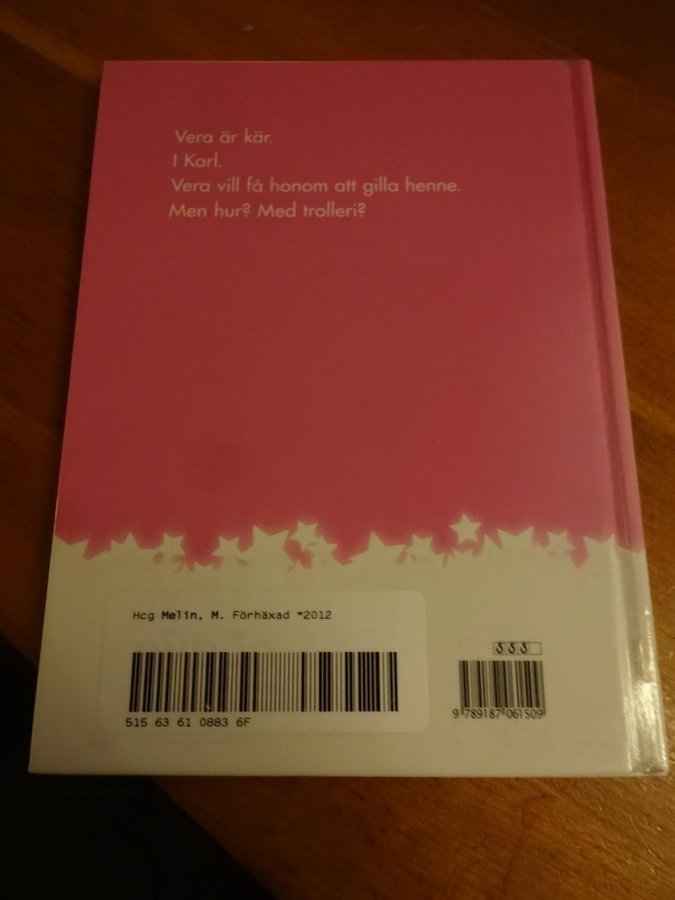 Vera är kär.
I Karl.
Vera vill få honom att gilla henne.
Men hur? Med trolleri?
Hcg Melin, M. Förhäxad *2012
515 63 61 0883 6F
9 789187 061509